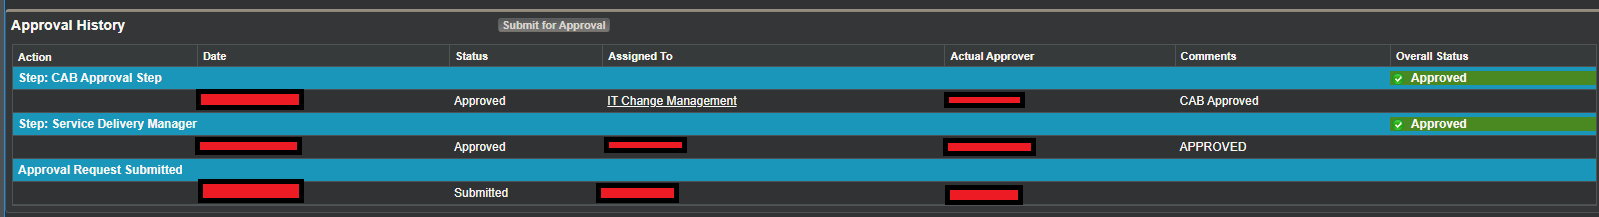 Approval History Submit for Approval
Action Date Status Assigned To Actual Approver Comments Overall Status
Step: CAB Approval Step Approved
Approved IT Change Management CAB Approved
Step: Service Delivery Manager Approved
Approved APPROVED
Approval Request Submitted
Submitted